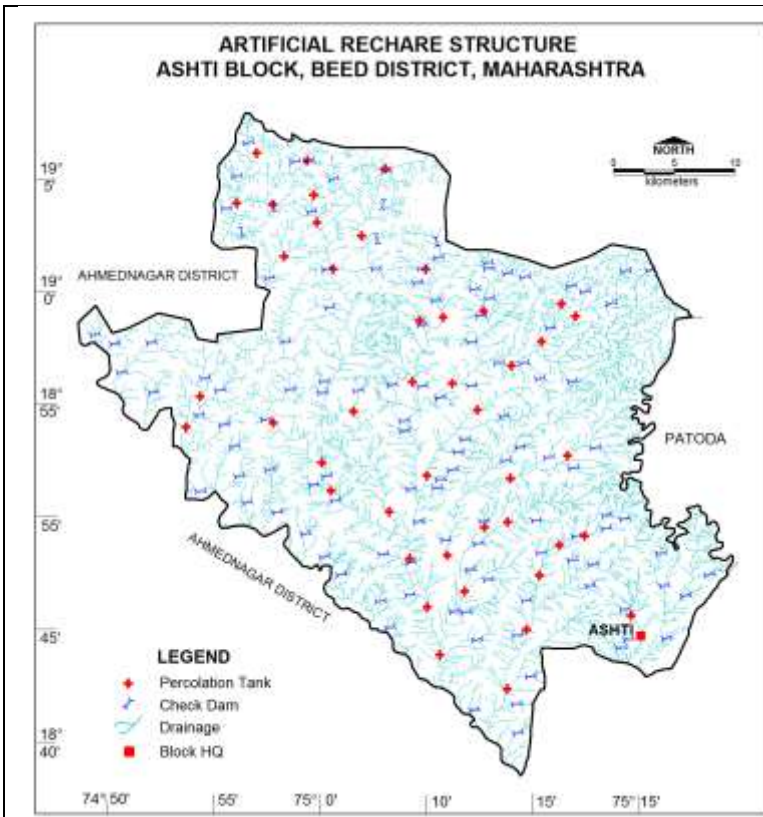 ARTIFICIAL RECHARE STRUCTURE
ASHTI BLOCK, BEED DISTRICT, MAHARASHTRA
NORTH
0 5 10
kilometers
19°
5'
AHMEDNAGAR DISTRICT
19°
0'
18°
55'
PATODA
55'
AHMEDNAGAR DISTRICT
45'
ASHTI
LEGEND
Percolation Tank
Check Dam
Drainage
Block HQ
18°
40'
74° 50' 55' 75° 0' 10' 15' 75° 15'